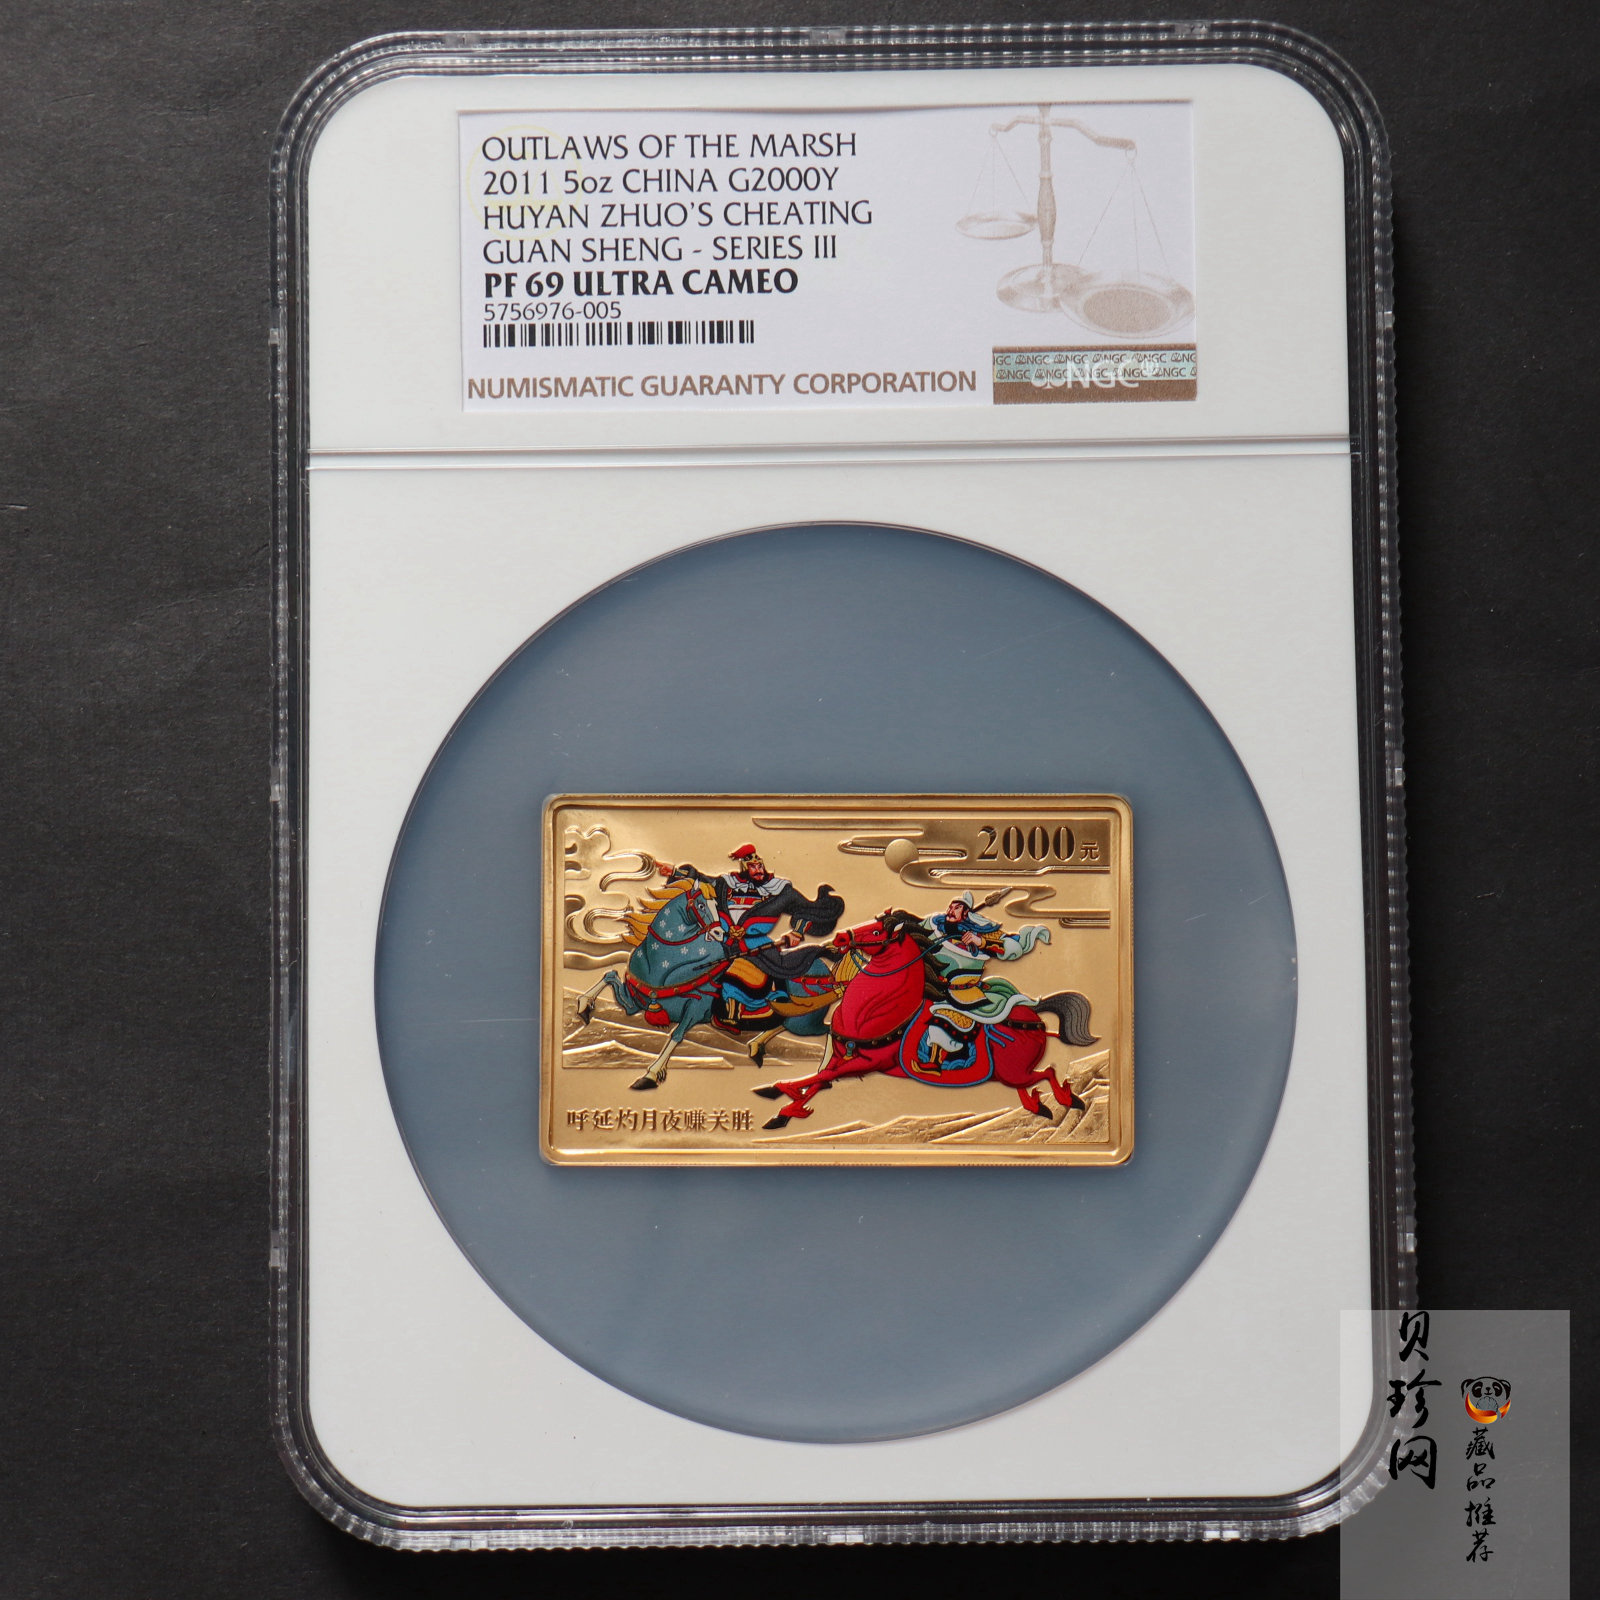 OUTLAWS OF THE MARSH
2011 5oz CHINA G2000Y
HUYAN ZHUO'S CHEATING
GUAN SHENG - SERIES III
PF 69 ULTRA CAMEO
5756976-005
NUMISMATIC GUARANTY CORPORATION
NGC
2000元
呼延灼月夜赚关胜
贝珍网
藏品推荐